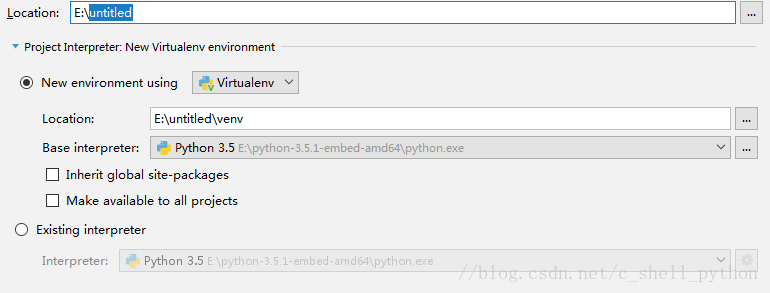 Location: E:\untitled ...
Project Interpreter: New Virtualenv environment
New environment using Virtualenv
Location: E:\untitled\venv ...
Base interpreter: Python 3.5 E:\python-3.5.1-embed-amd64\python.exe ...
Inherit global site-packages
Make available to all projects
Existing interpreter
Interpreter: Python 3.5 E:\python-3.5.1-embed-amd64\python.exe
//blog.csdn.net/c_shell_python